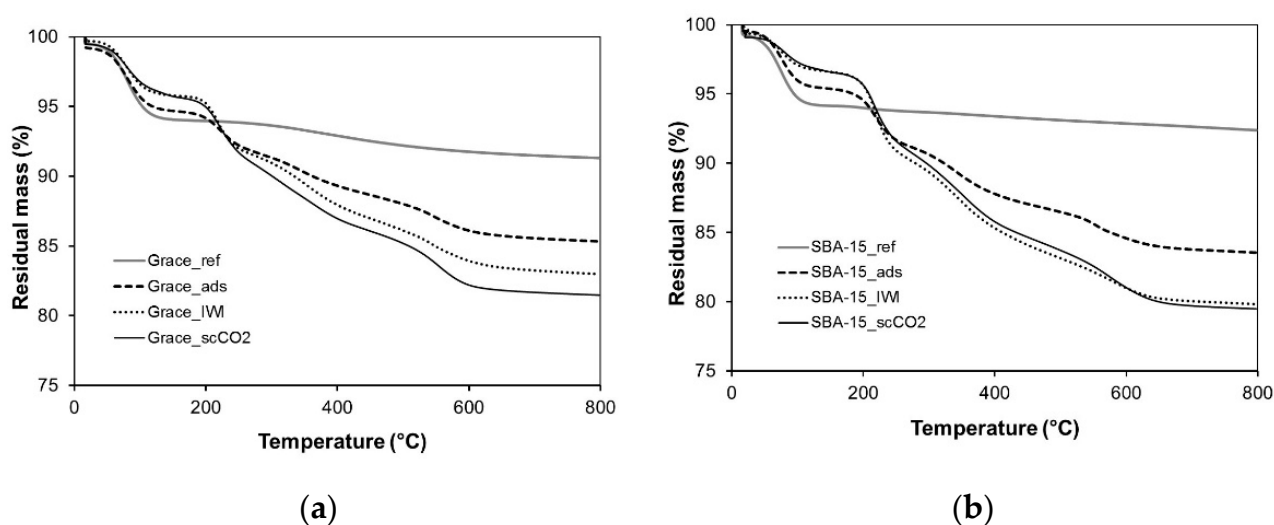 100
95
90
85
80
75
Residual mass (%)
Grace_ref
Grace_ads
Grace_IWI
Grace_scCO2
0
200
400
600
800
Temperature (°C)
(a)
100
95
90
85
80
75
Residual mass (%)
SBA-15_ref
SBA-15_ads
SBA-15_IWI
SBA-15_scCO2
0
200
400
600
800
Temperature (°C)
(b)